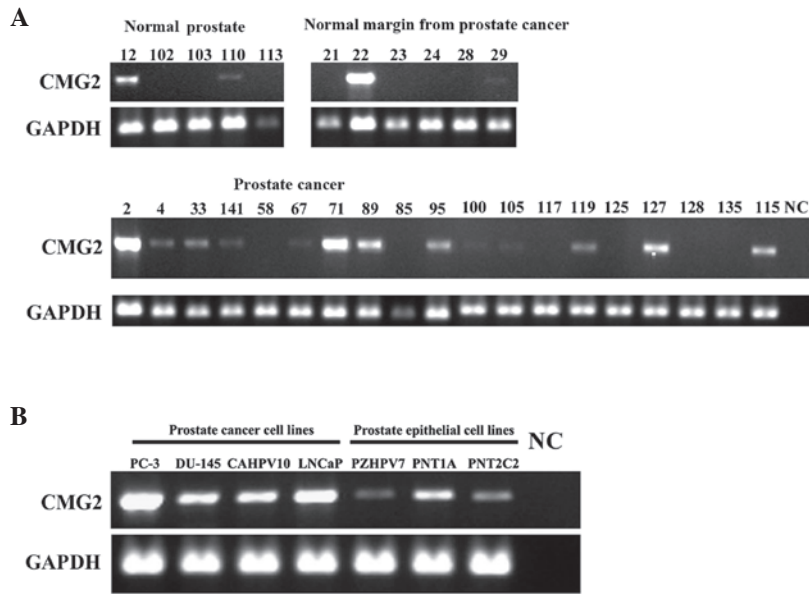 A
Normal prostate
Normal margin from prostate cancer
12 102 103 110 113
21 22 23 24 28 29
CMG2
GAPDH
Prostate cancer
2 4 33 141 58 67 71 89 85 95 100 105 117 119 125 127 128 135 115 NC
CMG2
GAPDH
B
Prostate cancer cell lines
Prostate epithelial cell lines
NC
PC-3 DU-145 CAHPV10 LNCaP PZHPV7 PNT1A PNT2C2
CMG2
GAPDH